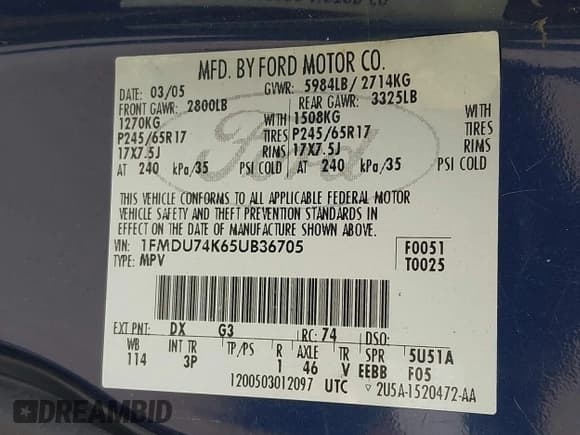 MFD. BY FORD MOTOR CO.
DATE: 03/05 GVWR: 5984LB / 2714KG
FRONT GAWR: 2800LB REAR GAWR: 3325LB
1270KG WITH 1508KG WITH
P245/65R17 TIRES P245/65R17 TIRES
17X7.5J RIMS 17X7.5J RIMS
AT 240 kPa/35 PSI COLD AT 240 kPa/35 PSI COLD
THIS VEHICLE CONFORMS TO ALL APPLICABLE FEDERAL MOTOR
VEHICLE SAFETY AND THEFT PREVENTION STANDARDS IN
EFFECT ON THE DATE OF MANUFACTURE SHOWN ABOVE.
VIN: 1FMDU74K65UB36705 F0051
TYPE: MPV T0025
EXT PNT: DX G3 RC: 74 DSO:
WB INT TR TP/PS R AXLE TR SPR 5U51A
114 3P 1 46 V EEBB F05
1200503012097 UTC 2U5A-1520472-AA
Ford
DREAMBID